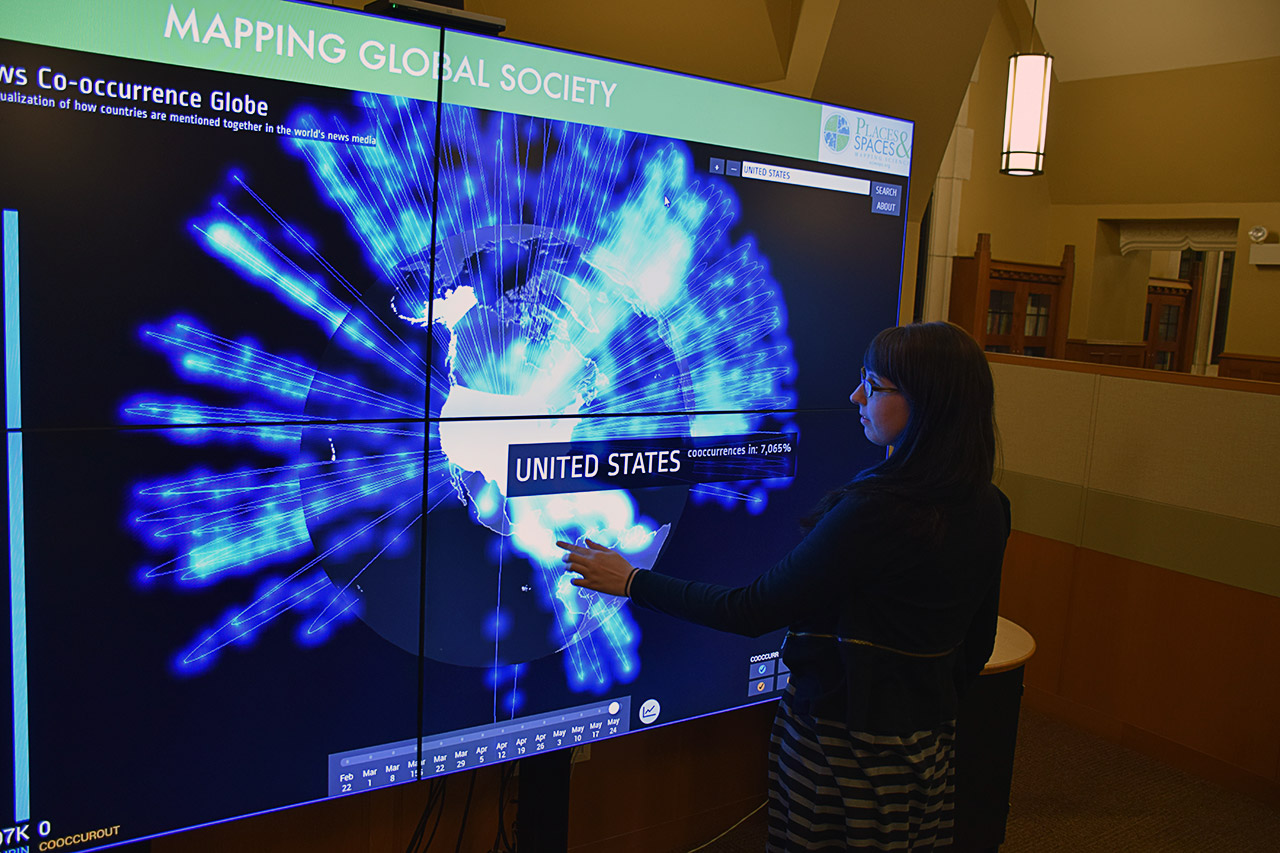 MAPPING GLOBAL SOCIETY
ws Co-occurrence Globe
ualization of how countries are mentioned together in the world's news media
PLACES &
SPACES
MAPPING SCIENCE
+ – UNITED STATES
SEARCH
ABOUT
UNITED STATES cooccurrences in: 7,065%
COOCCURR
Feb 22 Mar 1 Mar 8 Mar 15 Mar 22 Mar 29 Apr 5 Apr 12 Apr 19 Apr 26 May 3 May 10 May 17 May 24
07K 0
COOCCUROUT